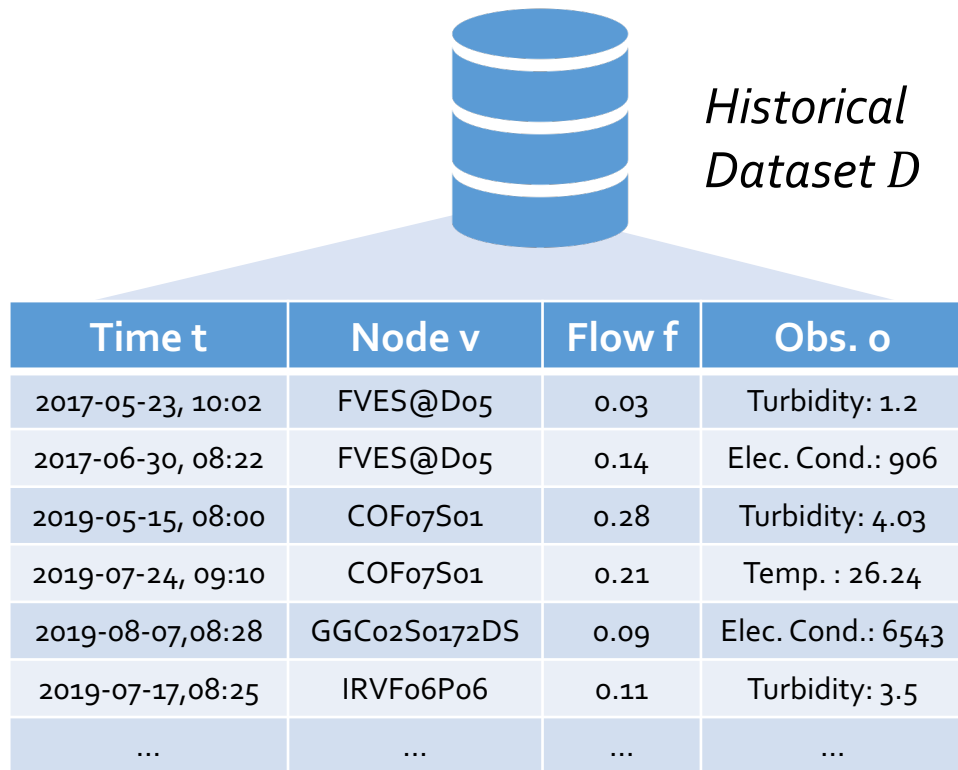 Historical
Dataset D
Time t Node v Flow f Obs. o
2017-05-23, 10:02 FVES@D05 0.03 Turbidity: 1.2
2017-06-30, 08:22 FVES@D05 0.14 Elec. Cond.: 906
2019-05-15, 08:00 COF07S01 0.28 Turbidity: 4.03
2019-07-24, 09:10 COF07S01 0.21 Temp. : 26.24
2019-08-07,08:28 GGC02S0172DS 0.09 Elec. Cond.: 6543
2019-07-17,08:25 IRVF06P06 0.11 Turbidity: 3.5
... ... ... ...